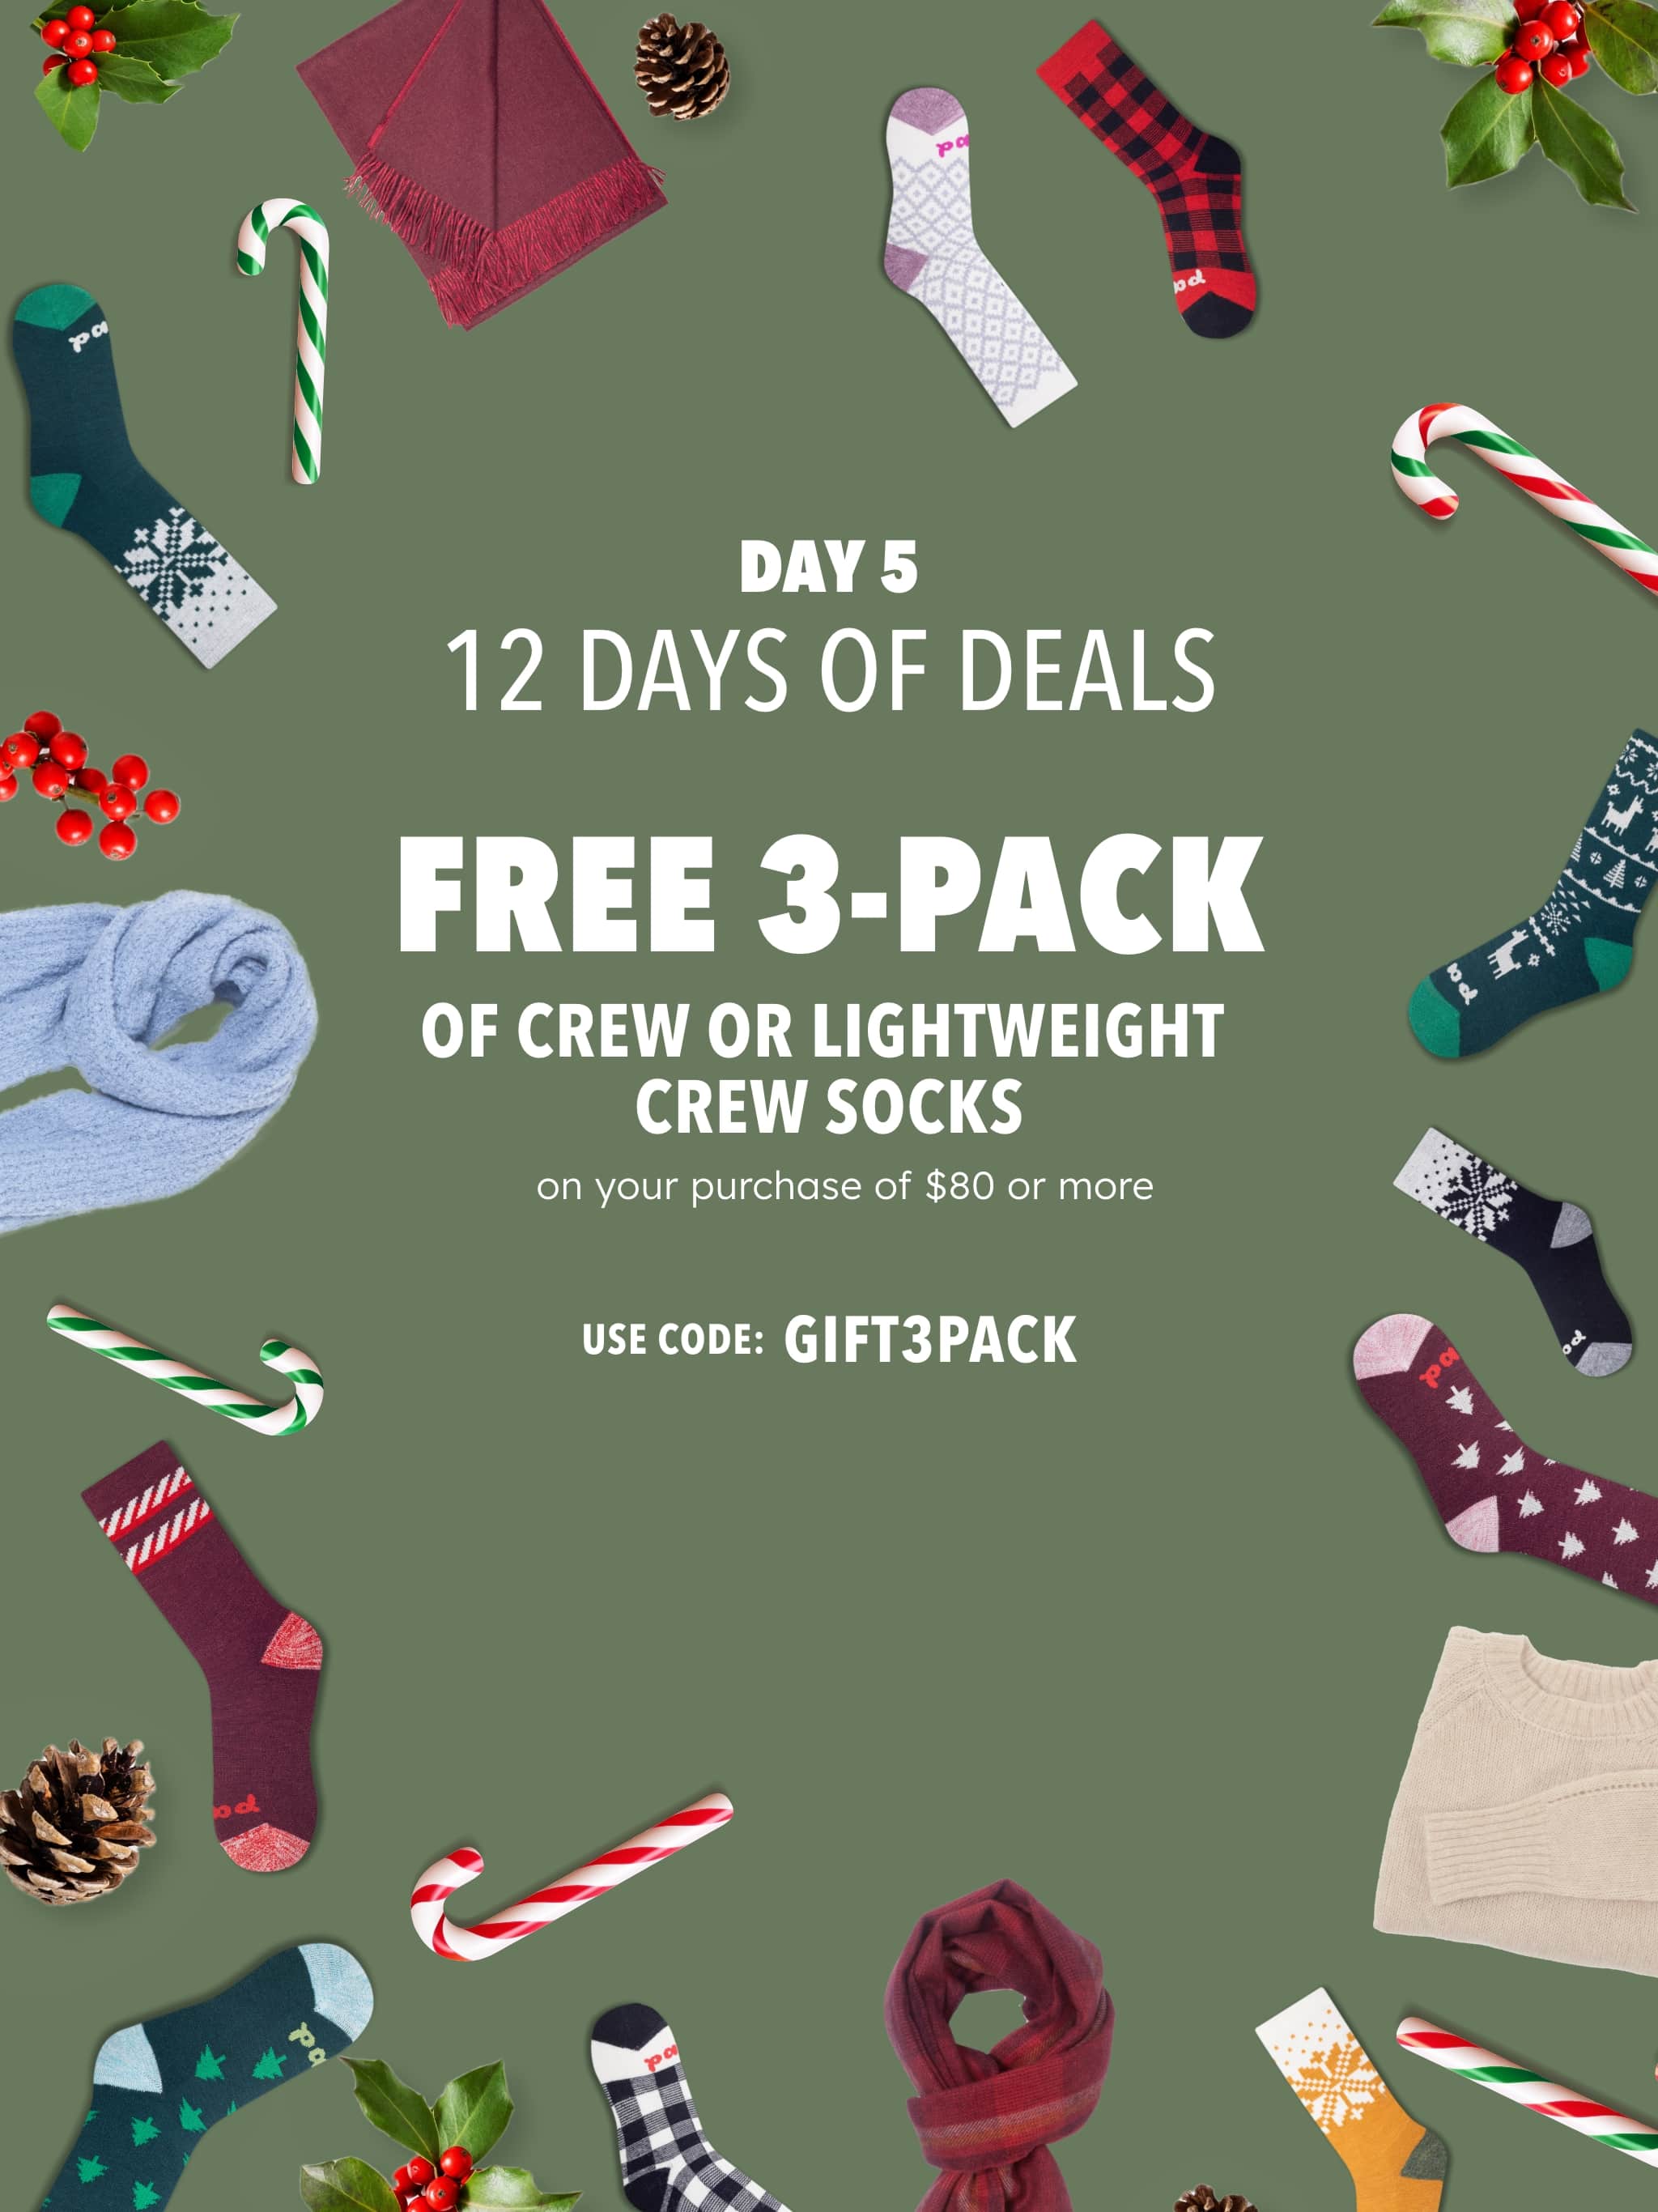 DAY 5
12 DAYS OF DEALS
FREE 3-PACK
OF CREW OR LIGHTWEIGHT
CREW SOCKS
on your purchase of $80 or more
USE CODE: GIFT3PACK